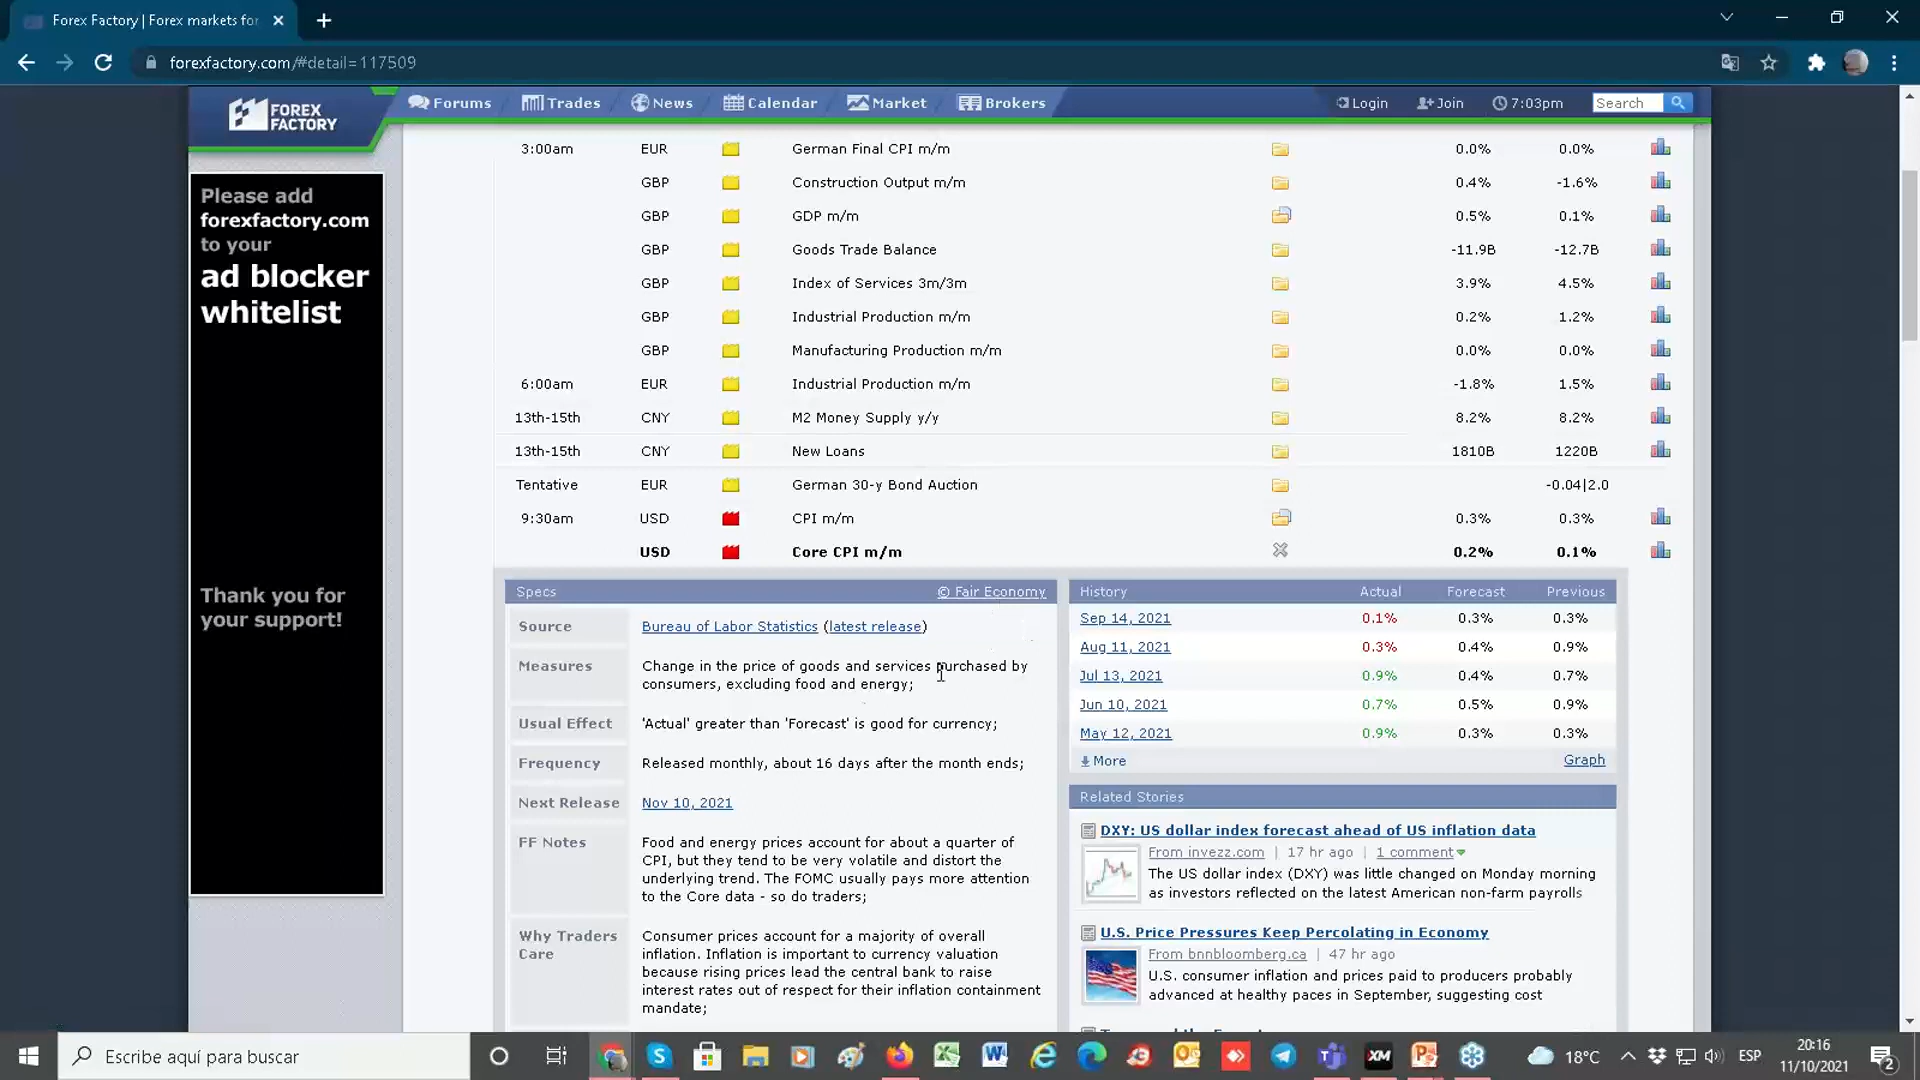 Forex Factory | Forex markets for
forexfactory.com/#detail=117509
FOREX FACTORY
Forums Trades News Calendar Market Brokers Login Join 7:03pm Search
Please add
forexfactory.com
to your
ad blocker
whitelist
Thank you for
your support!
3:00am EUR German Final CPI m/m 0.0% 0.0%
GBP Construction Output m/m 0.4% -1.6%
GBP GDP m/m 0.5% 0.1%
GBP Goods Trade Balance -11.9B -12.7B
GBP Index of Services 3m/3m 3.9% 4.5%
GBP Industrial Production m/m 0.2% 1.2%
GBP Manufacturing Production m/m 0.0% 0.0%
6:00am EUR Industrial Production m/m -1.8% 1.5%
13th-15th CNY M2 Money Supply y/y 8.2% 8.2%
13th-15th CNY New Loans 1810B 1220B
Tentative EUR German 30-y Bond Auction -0.04|2.0
9:30am USD CPI m/m 0.3% 0.3%
USD Core CPI m/m 0.2% 0.1%
Specs © Fair Economy
Source Bureau of Labor Statistics (latest release)
Measures Change in the price of goods and services purchased by
consumers, excluding food and energy;
Usual Effect 'Actual' greater than 'Forecast' is good for currency;
Frequency Released monthly, about 16 days after the month ends;
Next Release Nov 10, 2021
FF Notes Food and energy prices account for about a quarter of
CPI, but they tend to be very volatile and distort the
underlying trend. The FOMC usually pays more attention
to the Core data - so do traders;
Why Traders Care Consumer prices account for a majority of overall
inflation. Inflation is important to currency valuation
because rising prices lead the central bank to raise
interest rates out of respect for their inflation containment
mandate;
History Actual Forecast Previous
Sep 14, 2021 0.1% 0.3% 0.3%
Aug 11, 2021 0.3% 0.4% 0.9%
Jul 13, 2021 0.9% 0.4% 0.7%
Jun 10, 2021 0.7% 0.5% 0.9%
May 12, 2021 0.9% 0.3% 0.3%
More Graph
Related Stories
DXY: US dollar index forecast ahead of US inflation data
From invezz.com | 17 hr ago | 1 comment
The US dollar index (DXY) was little changed on Monday morning
as investors reflected on the latest American non-farm payrolls
U.S. Price Pressures Keep Percolating in Economy
From bnnbloomberg.ca | 47 hr ago
U.S. consumer inflation and prices paid to producers probably
advanced at healthy paces in September, suggesting cost
Escribe aquí para buscar
XM
18°C
ESP
20:16
11/10/2021
2